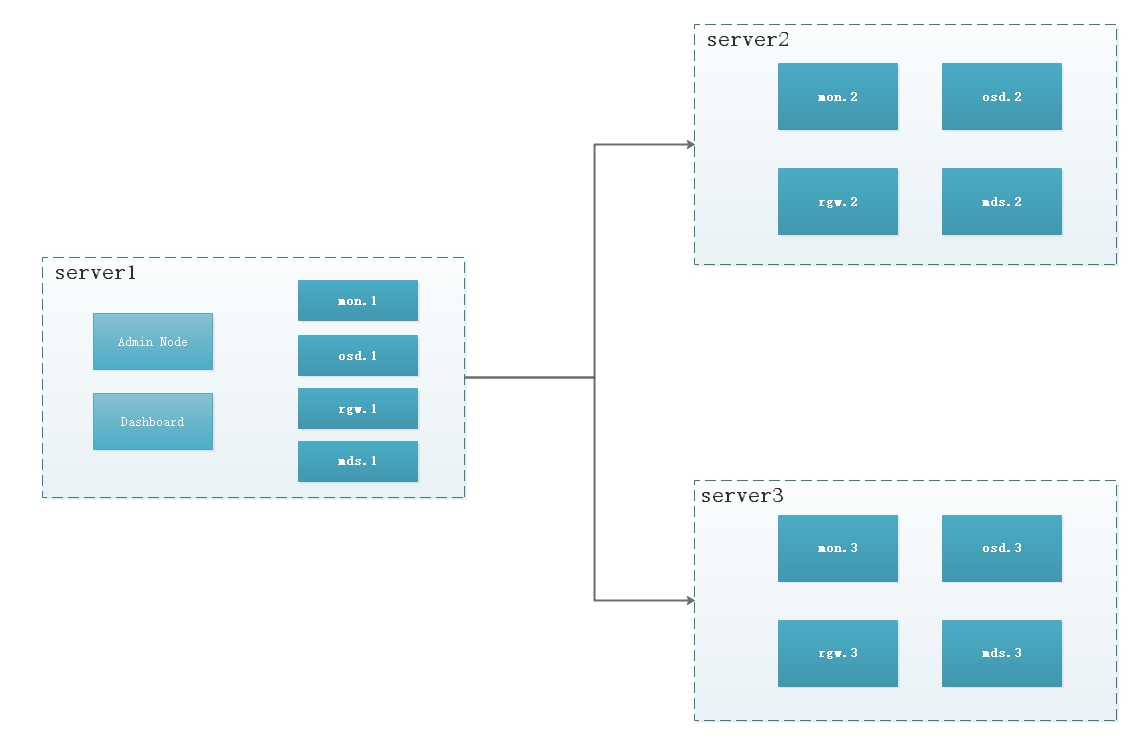 server1
Admin Node
Dashboard
mon.1
osd.1
rgw.1
mds.1
server2
mon.2
osd.2
rgw.2
mds.2
server3
mon.3
osd.3
rgw.3
mds.3